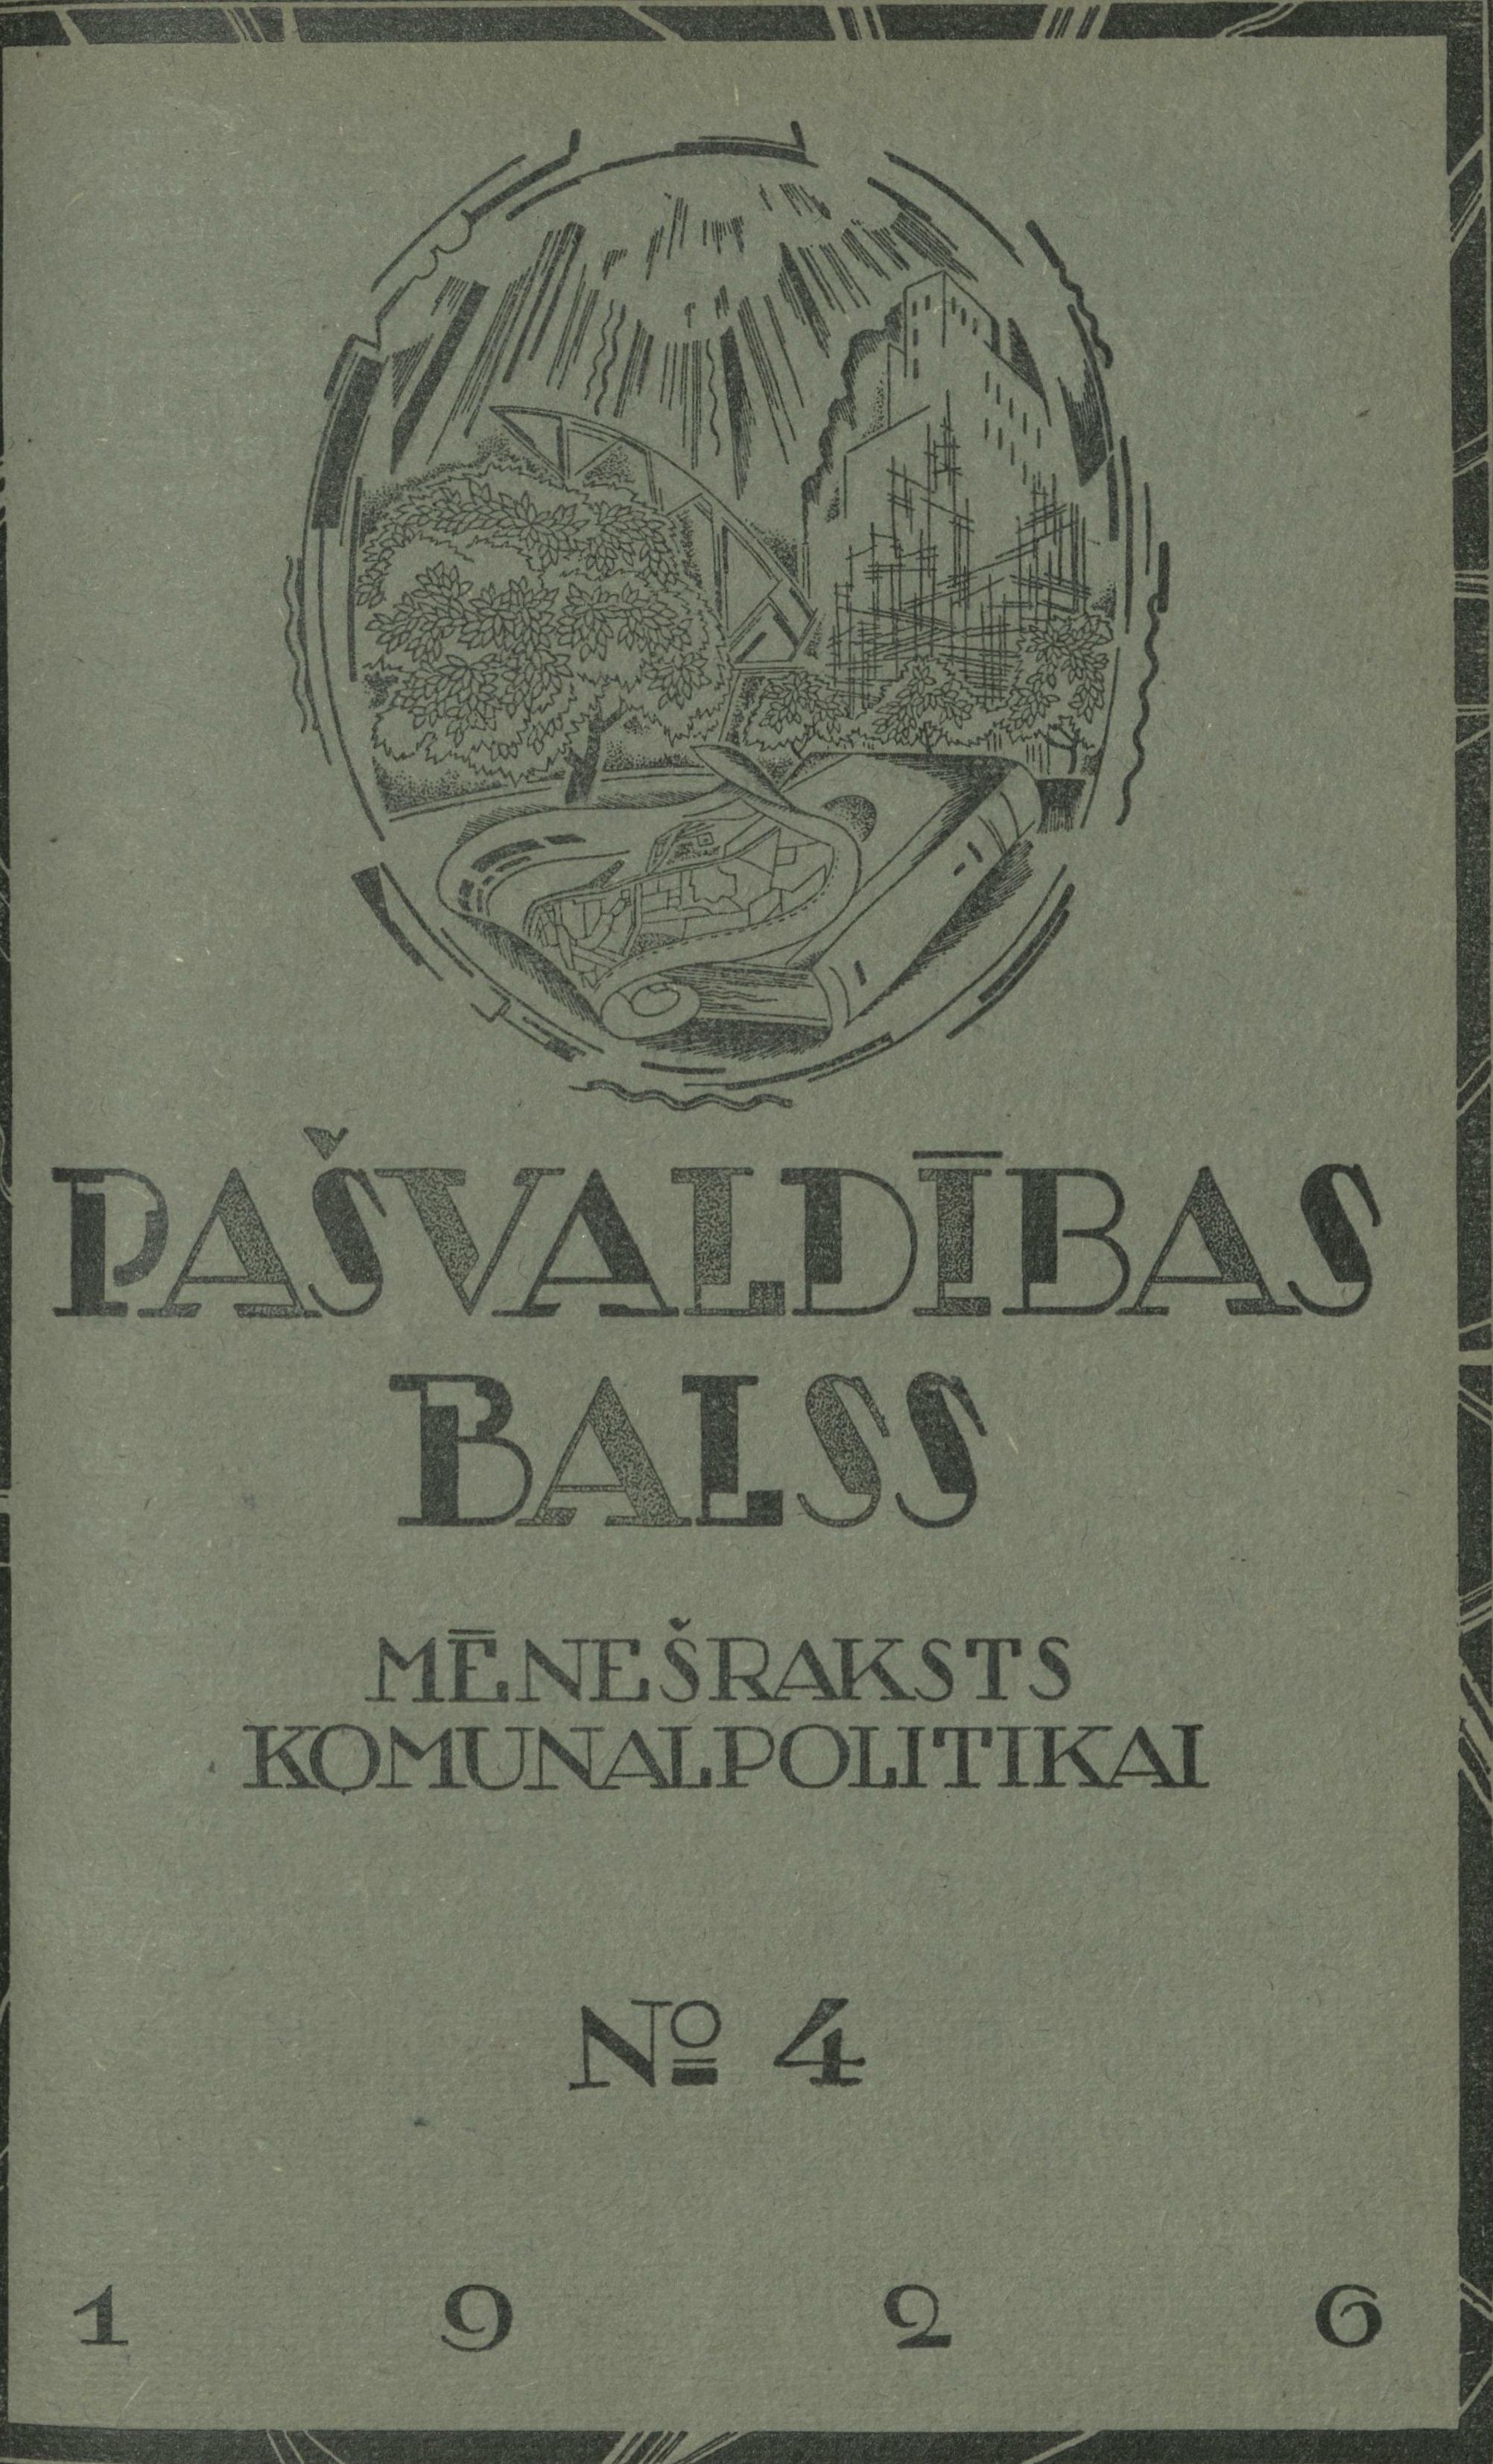 PAŠVALDĪBAS
BALSS
MĒNEŠRAKSTS
KOMUNALPOLITIKAI
No 4
1 9 2 6